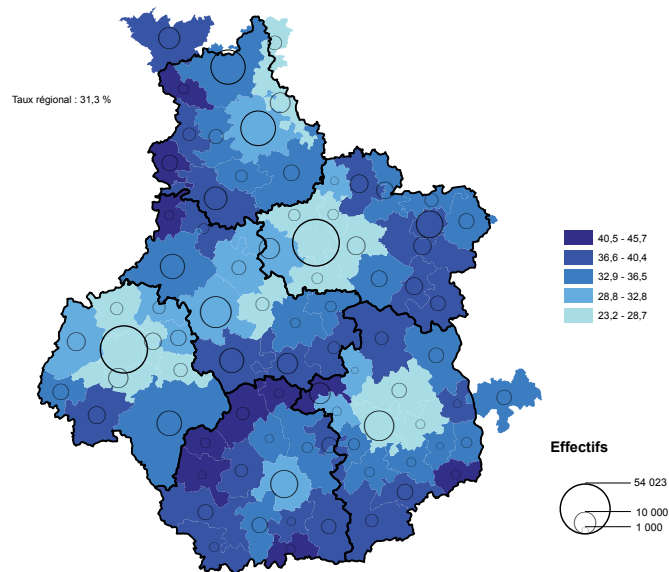 Taux régional : 31,3 %
40,5 - 45,7
36,6 - 40,4
32,9 - 36,5
28,8 - 32,8
23,2 - 28,7
Effectifs
54 023
10 000
1 000